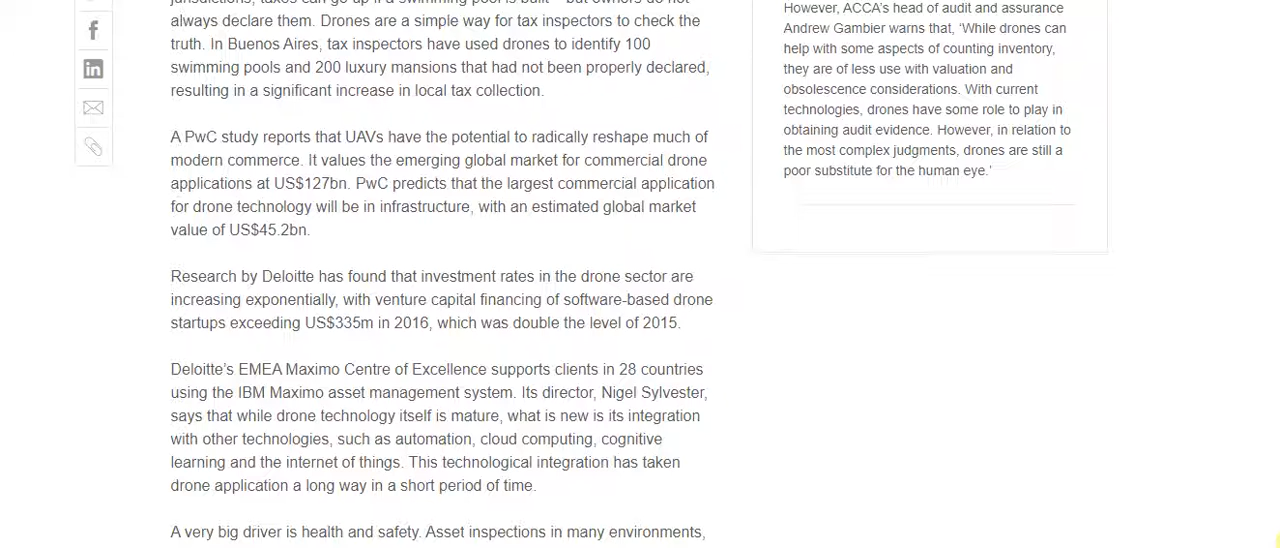 always declare them. Drones are a simple way for tax inspectors to check the
truth. In Buenos Aires, tax inspectors have used drones to identify 100
swimming pools and 200 luxury mansions that had not been properly declared,
resulting in a significant increase in local tax collection.
A PwC study reports that UAVs have the potential to radically reshape much of
modern commerce. It values the emerging global market for commercial drone
applications at US$127bn. PwC predicts that the largest commercial application
for drone technology will be in infrastructure, with an estimated global market
value of US$45.2bn.
Research by Deloitte has found that investment rates in the drone sector are
increasing exponentially, with venture capital financing of software-based drone
startups exceeding US$335m in 2016, which was double the level of 2015.
Deloitte’s EMEA Maximo Centre of Excellence supports clients in 28 countries
using the IBM Maximo asset management system. Its director, Nigel Sylvester,
says that while drone technology itself is mature, what is new is its integration
with other technologies, such as automation, cloud computing, cognitive
learning and the internet of things. This technological integration has taken
drone application a long way in a short period of time.
A very big driver is health and safety. Asset inspections in many environments,
However, ACCA’s head of audit and assurance
Andrew Gambier warns that, ‘While drones can
help with some aspects of counting inventory,
they are of less use with valuation and
obsolescence considerations. With current
technologies, drones have some role to play in
obtaining audit evidence. However, in relation to
the most complex judgments, drones are still a
poor substitute for the human eye.’